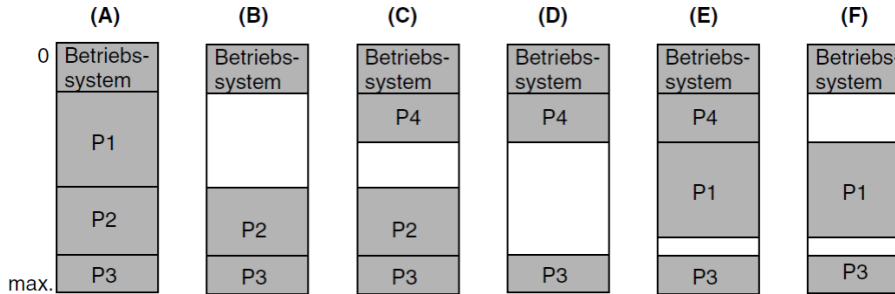 (A) (B) (C) (D) (E) (F)
0
Betriebs-
system
P1
P2
P3
max.
Betriebs-
system
P2
P3
Betriebs-
system
P4
P2
P3
Betriebs-
system
P4
P3
Betriebs-
system
P4
P1
P3
Betriebs-
system
P1
P3